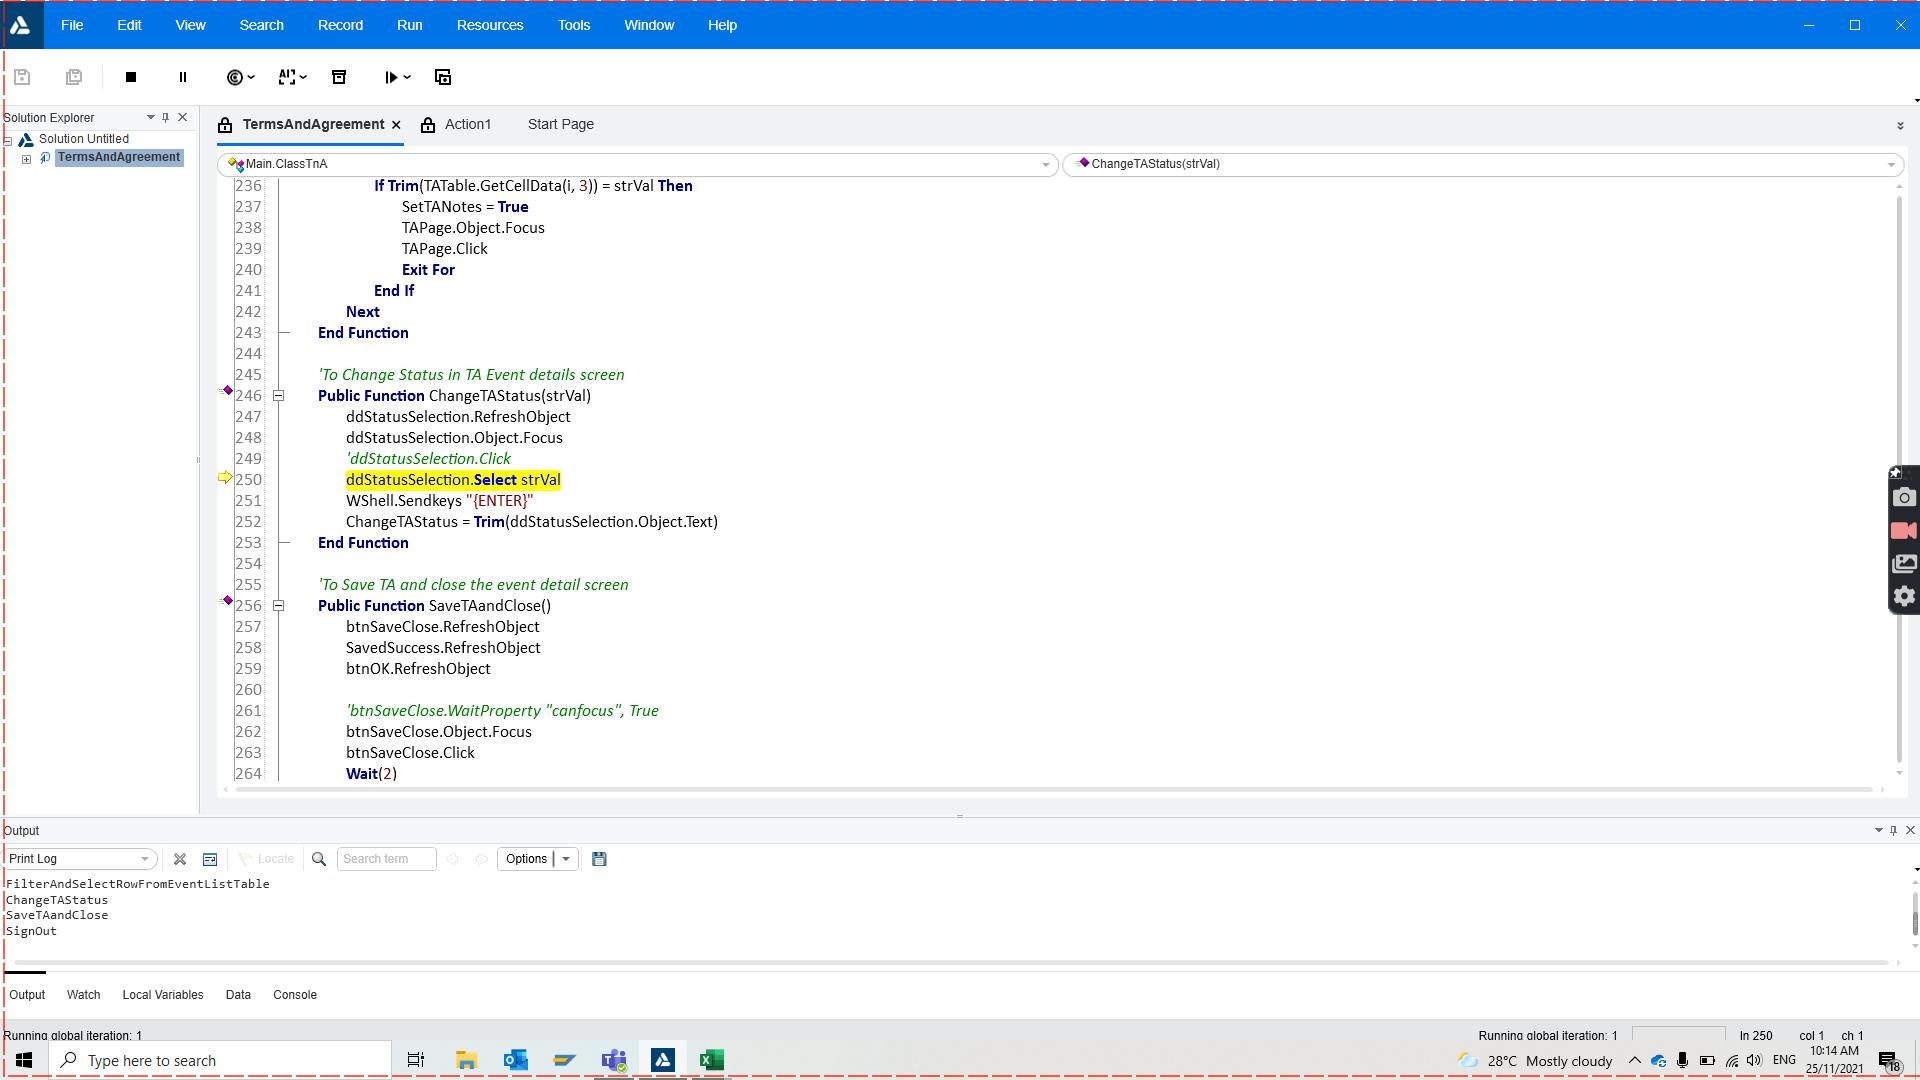 File Edit View Search Record Run Resources Tools Window Help
Solution Explorer
Solution Untitled
TermsAndAgreement
TermsAndAgreement Action1 Start Page
Main.ClassTnA ChangeTAStatus(strVal)
236 If Trim(TATable.GetCellData(i, 3)) = strVal Then
237 SetTANotes = True
238 TAPage.Object.Focus
239 TAPage.Click
240 Exit For
241 End If
242 Next
243 End Function
244
245 'To Change Status in TA Event details screen
246 Public Function ChangeTAStatus(strVal)
247 ddStatusSelection.RefreshObject
248 ddStatusSelection.Object.Focus
249 'ddStatusSelection.Click
250 ddStatusSelection.Select strVal
251 WShell.Sendkeys "{ENTER}"
252 ChangeTAStatus = Trim(ddStatusSelection.Object.Text)
253 End Function
254
255 'To Save TA and close the event detail screen
256 Public Function SaveTAandClose()
257 btnSaveClose.RefreshObject
258 SavedSuccess.RefreshObject
259 btnOK.RefreshObject
260
261 'btnSaveClose.WaitProperty "canfocus", True
262 btnSaveClose.Object.Focus
263 btnSaveClose.Click
264 Wait(2)
Output
Print Log Locate Search term Options
FilterAndSelectRowFromEventListTable
ChangeTAStatus
SaveTAandClose
SignOut
Output Watch Local Variables Data Console
Running global iteration: 1 Running global iteration: 1 ln 250 col 1 ch 1
Type here to search 28°C Mostly cloudy ENG 10:14 AM
25/11/2021 18